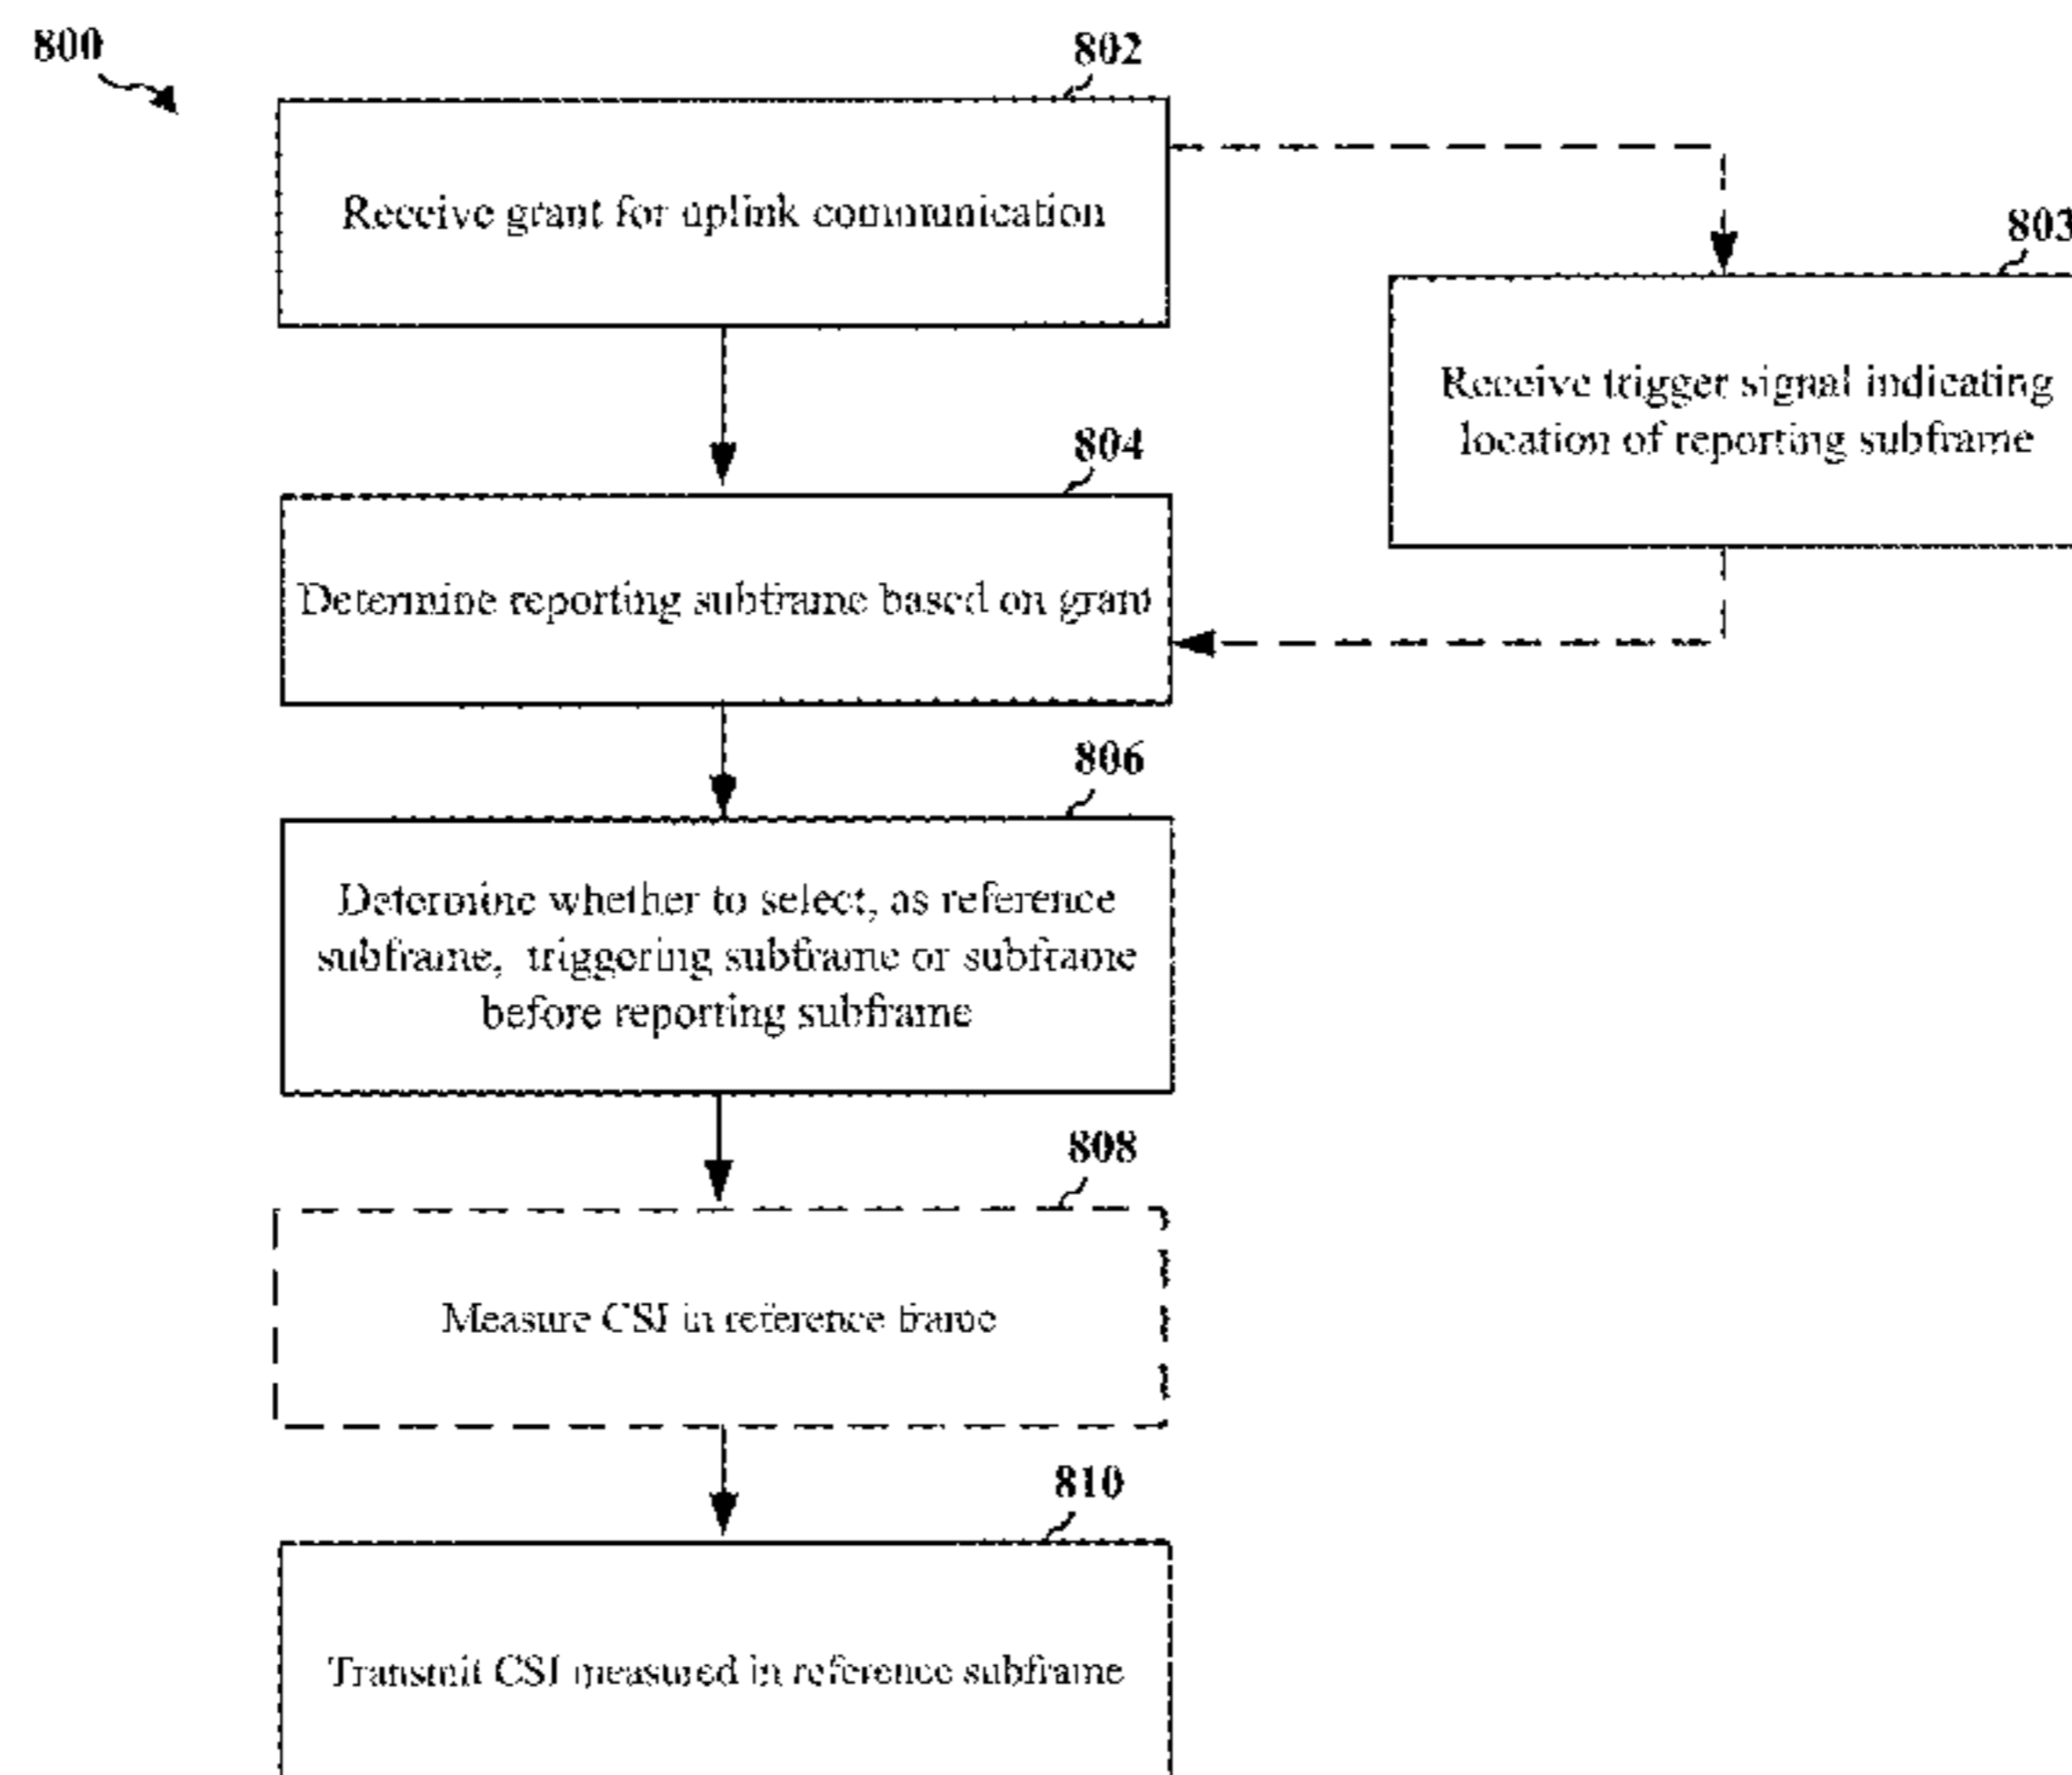 800
802
Receive grant for uplink communication
803
Receive trigger signal indicating
location of reporting subframe
804
Determine reporting subframe based on grant
806
Determine whether to select, as reference
subframe, triggering subframe or subframe
before reporting subframe
808
Measure CSI in reference frame
810
Transmit CSI measured in reference subframe